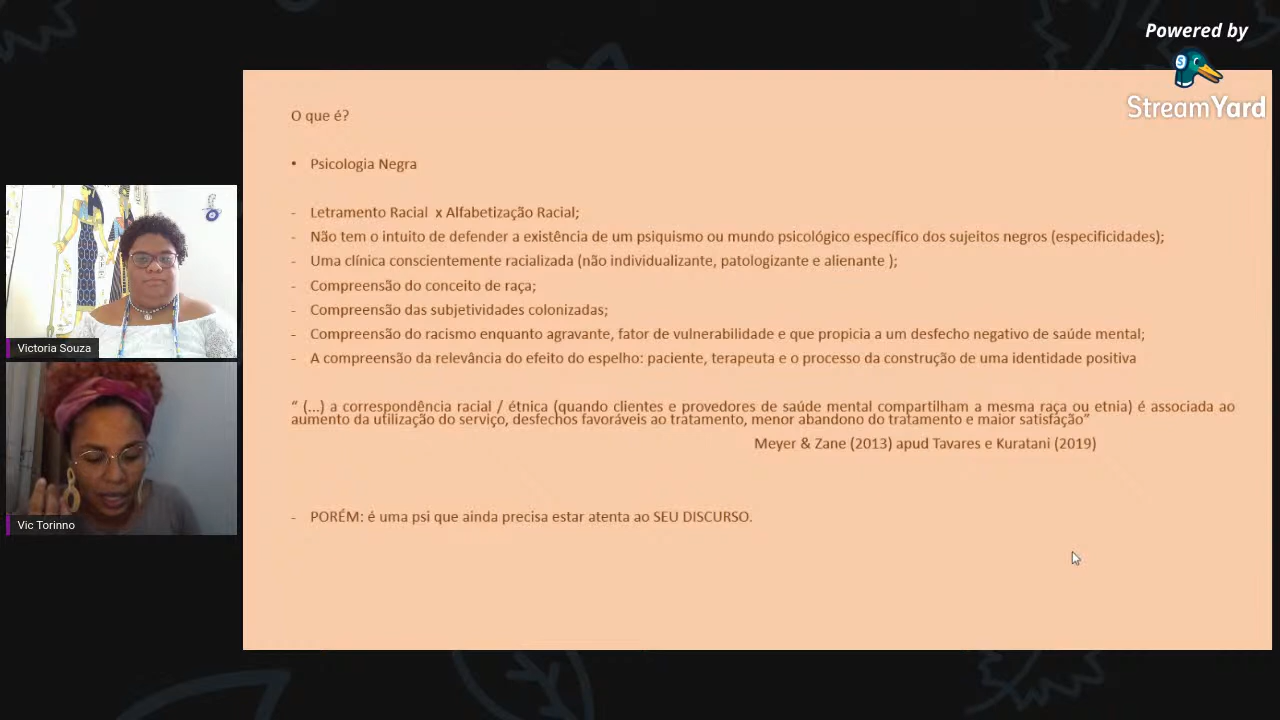 Powered by
StreamYard
O que é?
• Psicologia Negra
- Letramento Racial x Alfabetização Racial;
- Não tem o intuito de defender a existência de um psiquismo ou mundo psicológico específico dos sujeitos negros (especificidades);
- Uma clínica conscientemente racializada (não individualizante, patologizante e alienante );
- Compreensão do conceito de raça;
- Compreensão das subjetividades colonizadas;
- Compreensão do racismo enquanto agravante, fator de vulnerabilidade e que propicia a um desfecho negativo de saúde mental;
- A compreensão da relevância do efeito do espelho: paciente, terapeuta e o processo da construção de uma identidade positiva
“ (...) a correspondência racial / étnica (quando clientes e provedores de saúde mental compartilham a mesma raça ou etnia) é associada ao
aumento da utilização do serviço, desfechos favoráveis ao tratamento, menor abandono do tratamento e maior satisfação”
Meyer & Zane (2013) apud Tavares e Kuratani (2019)
- PORÉM: é uma psi que ainda precisa estar atenta ao SEU DISCURSO.
Victoria Souza
Vic Torinno